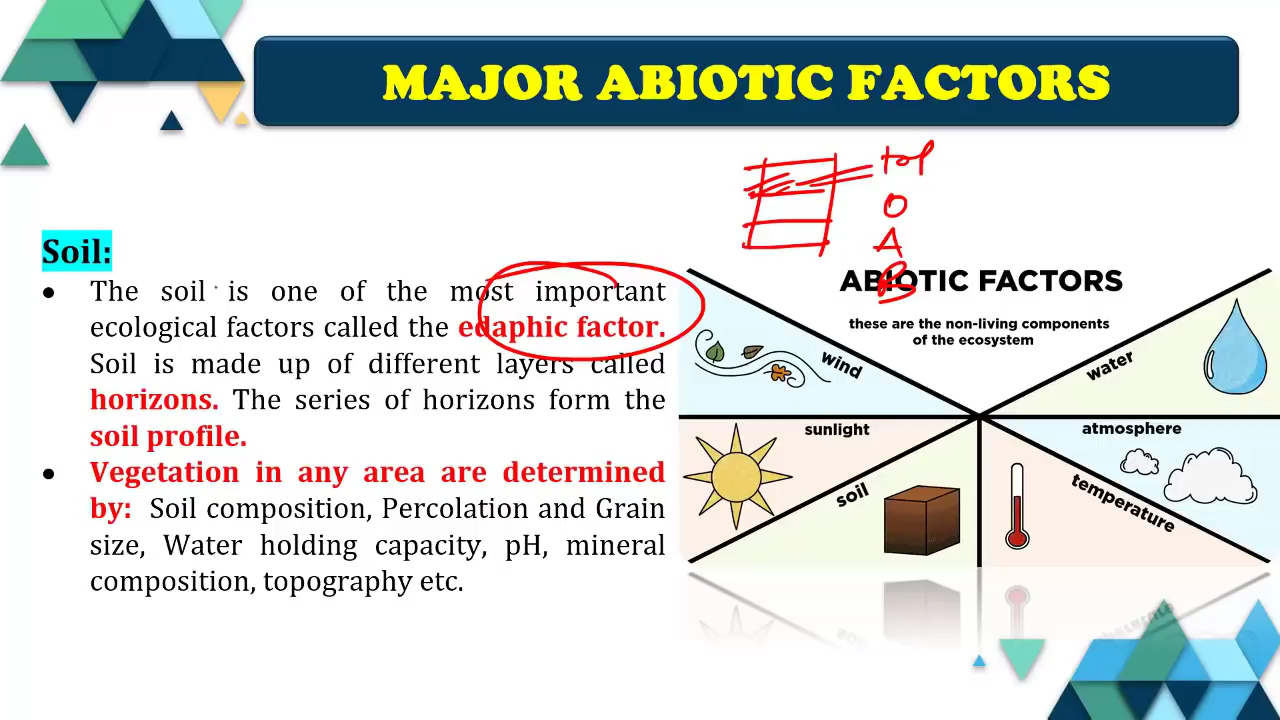 MAJOR ABIOTIC FACTORS
top
O
A
B
Soil:
• The soil is one of the most important
ecological factors called the edaphic factor.
Soil is made up of different layers called
horizons. The series of horizons form the
soil profile.
• Vegetation in any area are determined
by: Soil composition, Percolation and Grain
size, Water holding capacity, pH, mineral
composition, topography etc.
ABIOTIC FACTORS
these are the non-living components
of the ecosystem
wind
water
sunlight
atmosphere
soil
temperature